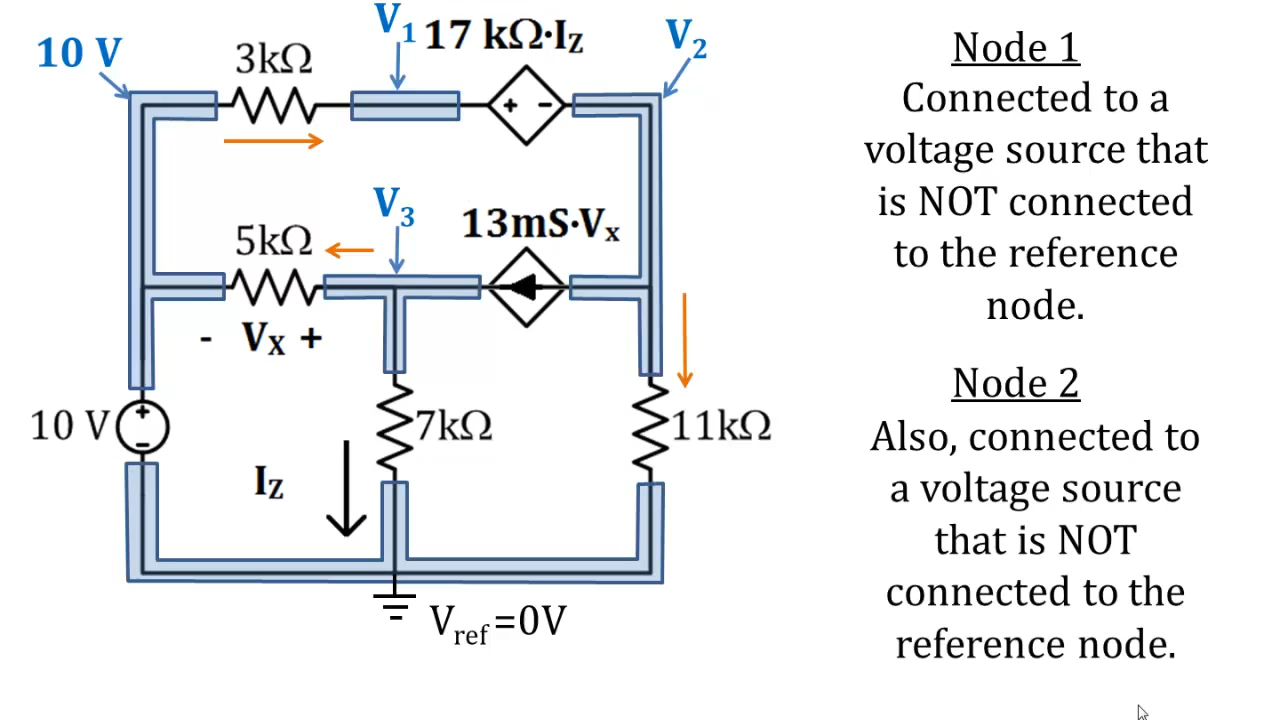 10 V
3kΩ
V1
17 kΩ·IZ
V2
+ -
V3
5kΩ
13mS·Vx
- VX +
10 V
+
-
7kΩ
11kΩ
IZ
Vref =0V
Node 1
Connected to a
voltage source that
is NOT connected
to the reference
node.
Node 2
Also, connected to
a voltage source
that is NOT
connected to the
reference node.